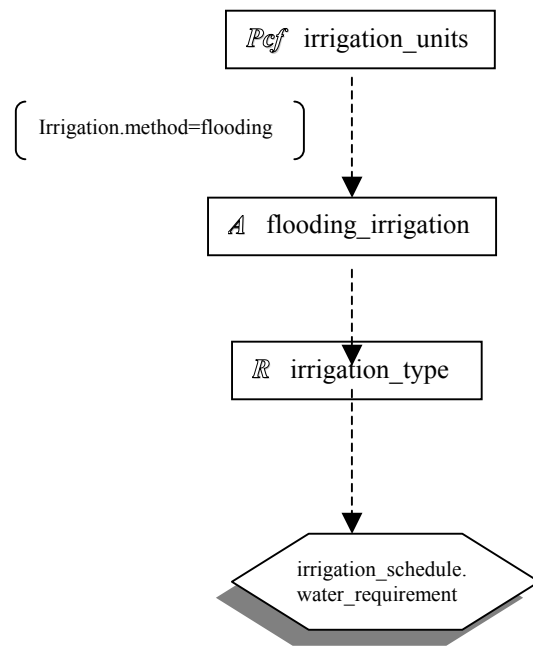 Pcf irrigation_units
Irrigation.method=flooding
A flooding_irrigation
R irrigation_type
irrigation_schedule.
water_requirement